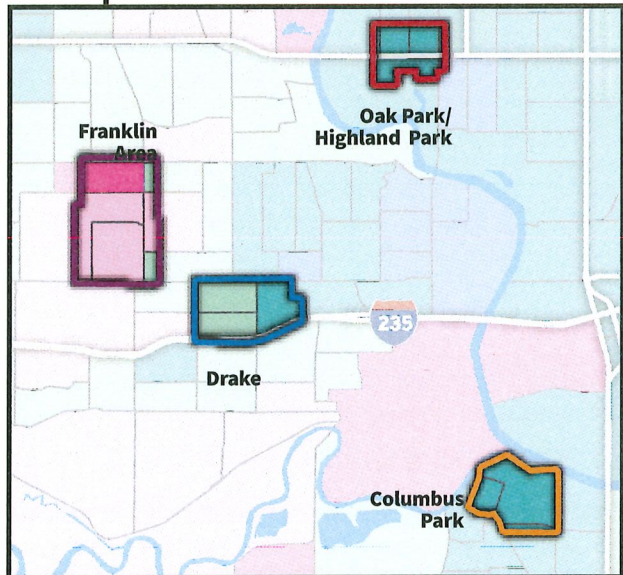 Oak Park/
Highland Park
Franklin
Area
235
Drake
Columbus
Park